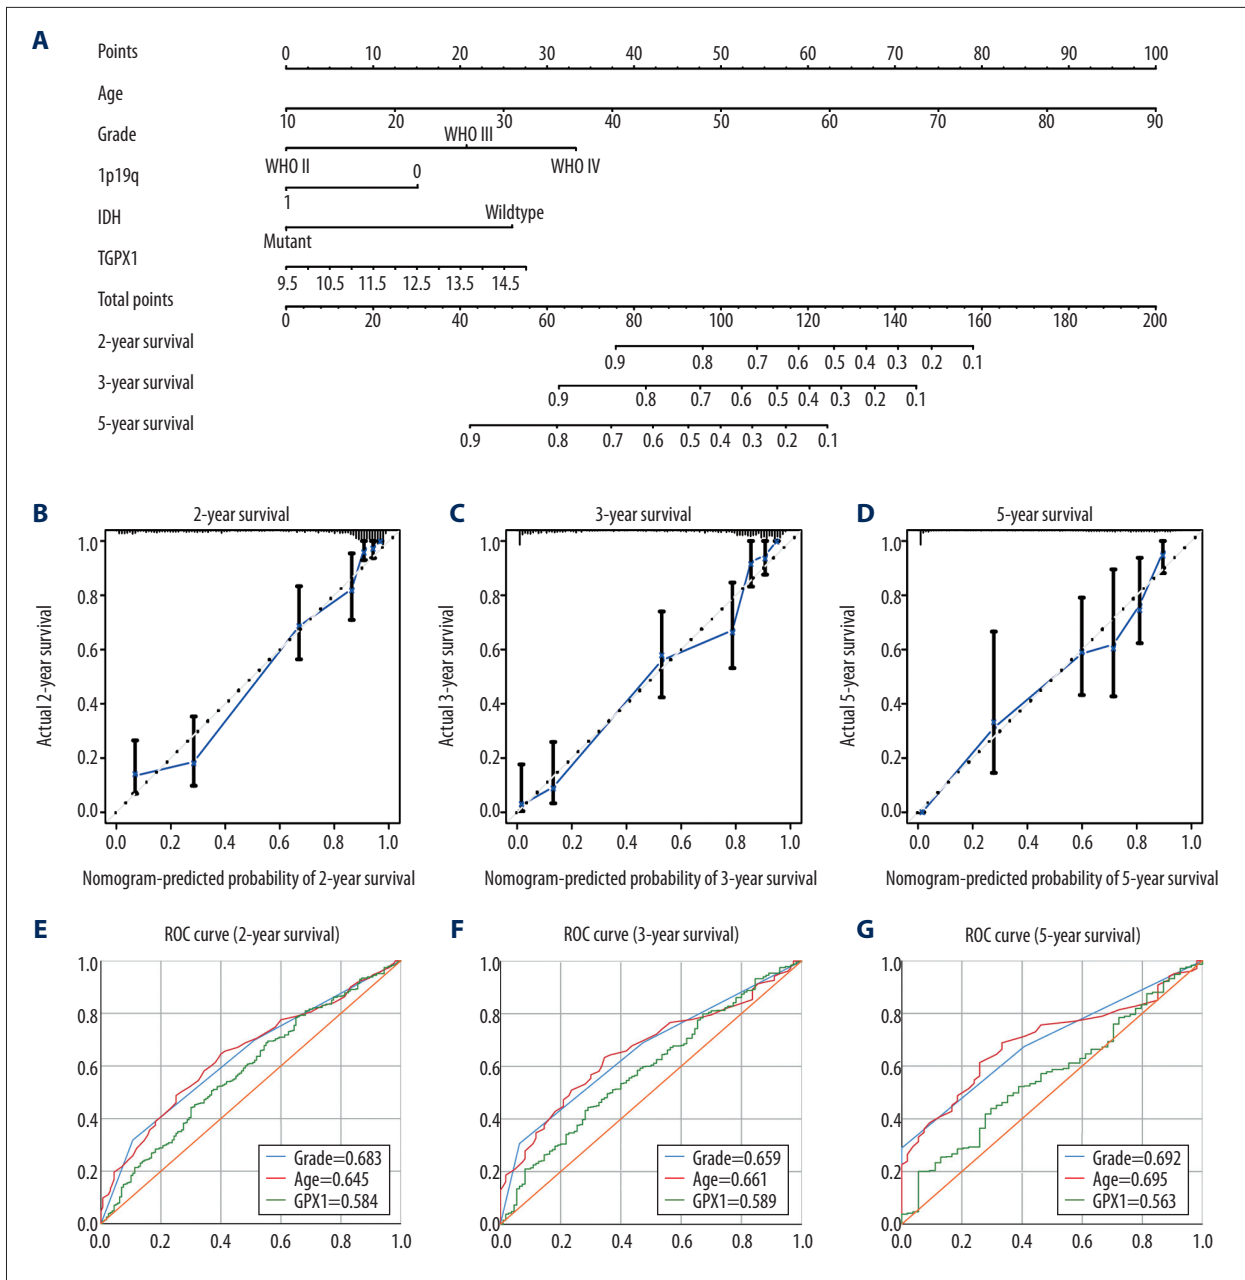 A
Points 0 10 20 30 40 50 60 70 80 90 100
Age
10 20 30 40 50 60 70 80 90
Grade WHO III
WHO II WHO IV
1p19q 0
1
IDH Wildtype
Mutant
TGPX1
9.5 10.5 11.5 12.5 13.5 14.5
Total points
0 20 40 60 80 100 120 140 160 180 200
2-year survival
0.9 0.8 0.7 0.6 0.5 0.4 0.3 0.2 0.1
3-year survival
0.9 0.8 0.7 0.6 0.5 0.4 0.3 0.2 0.1
5-year survival
0.9 0.8 0.7 0.6 0.5 0.4 0.3 0.2 0.1
B
2-year survival
Actual 2-year survival
1.0
0.8
0.6
0.4
0.2
0.0
0.0 0.2 0.4 0.6 0.8 1.0
Nomogram-predicted probability of 2-year survival
C
3-year survival
Actual 3-year survival
1.0
0.8
0.6
0.4
0.2
0.0
0.0 0.2 0.4 0.6 0.8 1.0
Nomogram-predicted probability of 3-year survival
D
5-year survival
Actual 5-year survival
1.0
0.8
0.6
0.4
0.2
0.0
0.0 0.2 0.4 0.6 0.8 1.0
Nomogram-predicted probability of 5-year survival
E
ROC curve (2-year survival)
1.0
0.8
0.6
0.4
0.2
0.0
Grade=0.683
Age=0.645
GPX1=0.584
0.0 0.2 0.4 0.6 0.8 1.0
F
ROC curve (3-year survival)
1.0
0.8
0.6
0.4
0.2
0.0
Grade=0.659
Age=0.661
GPX1=0.589
0.0 0.2 0.4 0.6 0.8 1.0
G
ROC curve (5-year survival)
1.0
0.8
0.6
0.4
0.2
0.0
Grade=0.692
Age=0.695
GPX1=0.563
0.0 0.2 0.4 0.6 0.8 1.0